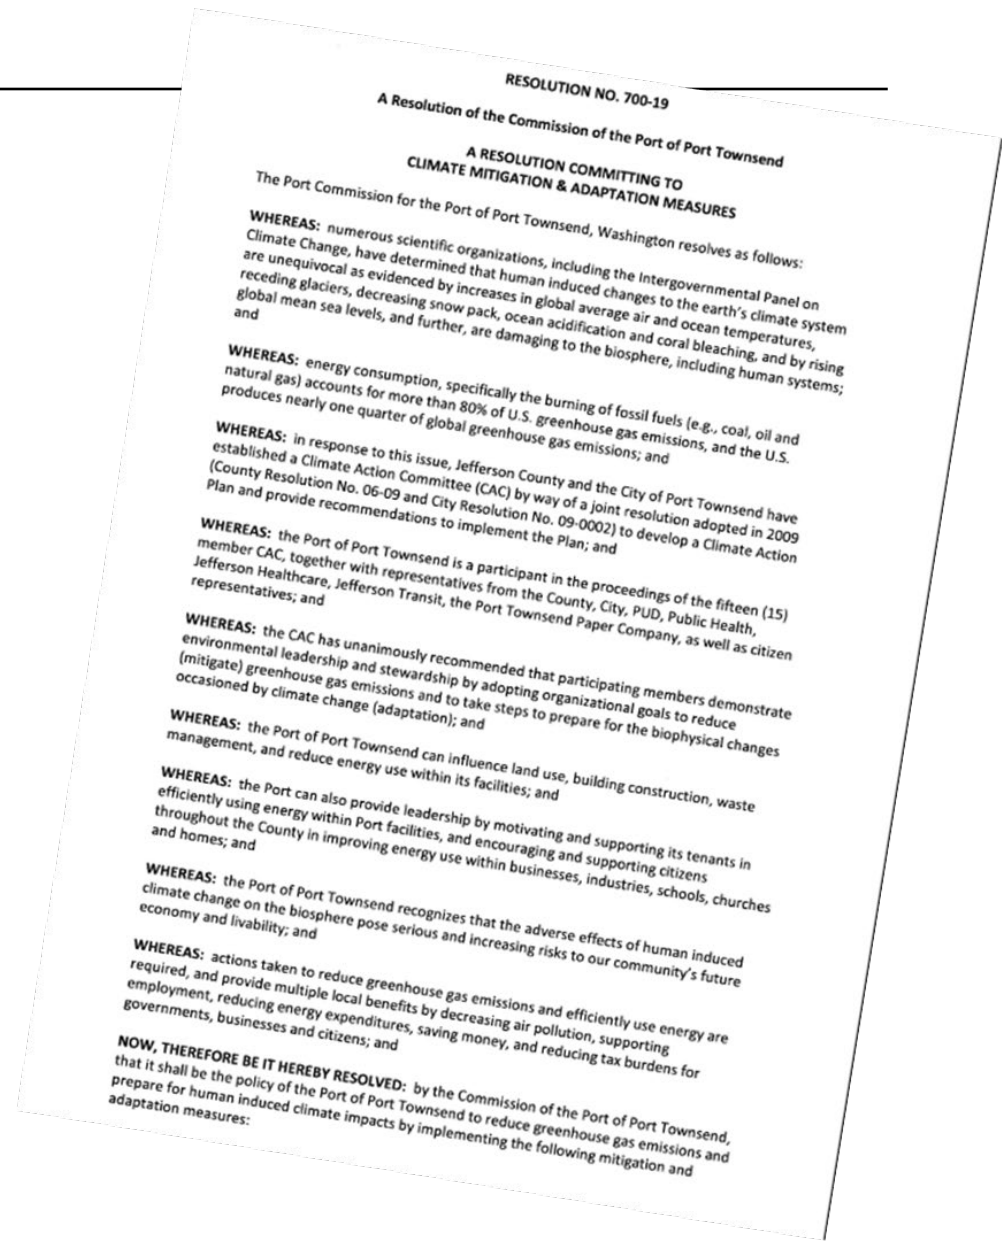 RESOLUTION NO. 700-19
A Resolution of the Commission of the Port of Port Townsend
A RESOLUTION COMMITTING TO
CLIMATE MITIGATION & ADAPTATION MEASURES
The Port Commission for the Port of Port Townsend, Washington resolves as follows:
WHEREAS: numerous scientific organizations, including the Intergovernmental Panel on
Climate Change, have determined that human induced changes to the earth's climate system
are unequivocal as evidenced by increases in global average air and ocean temperatures,
receding glaciers, decreasing snow pack, ocean acidification and coral bleaching, and by rising
global mean sea levels, and further, are damaging to the biosphere, including human systems;
and
WHEREAS: energy consumption, specifically the burning of fossil fuels (e.g., coal, oil and
natural gas) accounts for more than 80% of U.S. greenhouse gas emissions, and the U.S.
produces nearly one quarter of global greenhouse gas emissions; and
WHEREAS: in response to this issue, Jefferson County and the City of Port Townsend have
established a Climate Action Committee (CAC) by way of a joint resolution adopted in 2009
(County Resolution No. 06-09 and City Resolution No. 09-0002) to develop a Climate Action
Plan and provide recommendations to implement the Plan; and
WHEREAS: the Port of Port Townsend is a participant in the proceedings of the fifteen (15)
member CAC, together with representatives from the County, City, PUD, Public Health,
Jefferson Healthcare, Jefferson Transit, the Port Townsend Paper Company, as well as citizen
representatives; and
WHEREAS: the CAC has unanimously recommended that participating members demonstrate
environmental leadership and stewardship by adopting organizational goals to reduce
(mitigate) greenhouse gas emissions and to take steps to prepare for the biophysical changes
occasioned by climate change (adaptation); and
WHEREAS: the Port of Port Townsend can influence land use, building construction, waste
management, and reduce energy use within its facilities; and
WHEREAS: the Port can also provide leadership by motivating and supporting its tenants in
efficiently using energy within Port facilities, and encouraging and supporting citizens
throughout the County in improving energy use within businesses, industries, schools, churches
and homes; and
WHEREAS: the Port of Port Townsend recognizes that the adverse effects of human induced
climate change on the biosphere pose serious and increasing risks to our community's future
economy and livability; and
WHEREAS: actions taken to reduce greenhouse gas emissions and efficiently use energy are
required, and provide multiple local benefits by decreasing air pollution, supporting
employment, reducing energy expenditures, saving money, and reducing tax burdens for
governments, businesses and citizens; and
NOW, THEREFORE BE IT HEREBY RESOLVED: by the Commission of the Port of Port Townsend,
that it shall be the policy of the Port of Port Townsend to reduce greenhouse gas emissions and
prepare for human induced climate impacts by implementing the following mitigation and
adaptation measures: